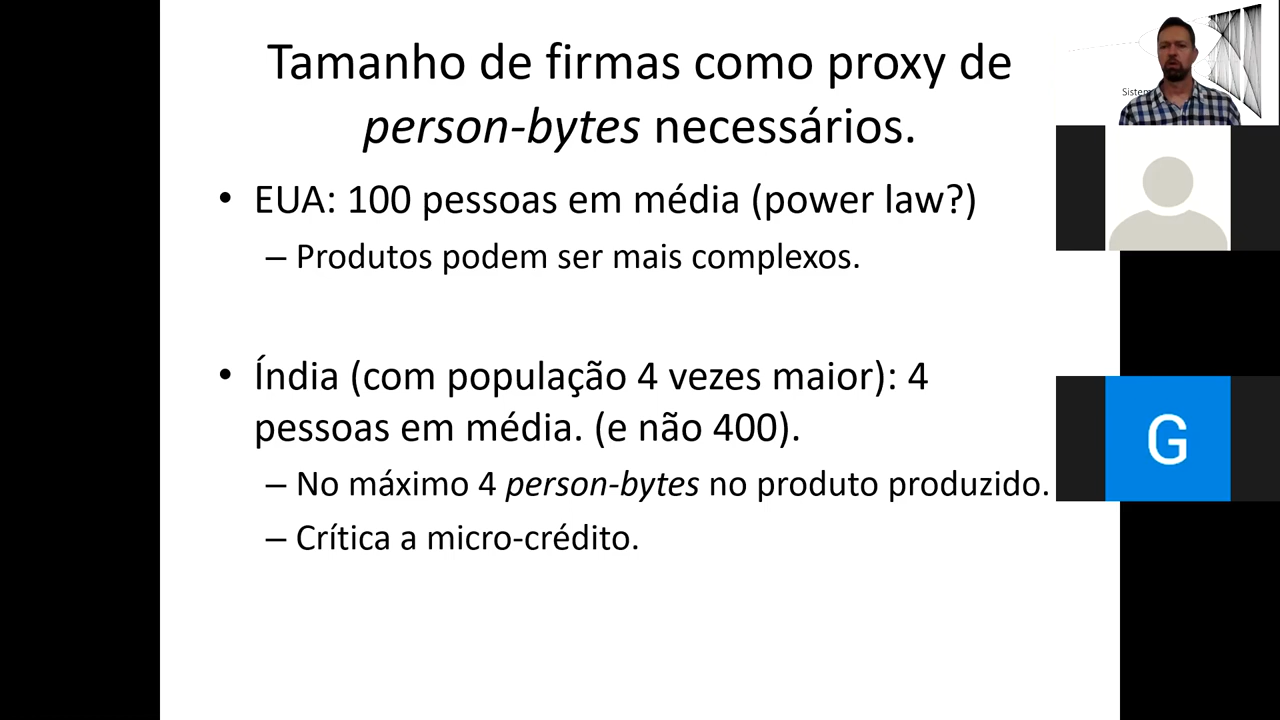 Tamanho de firmas como proxy de
person-bytes necessários.
• EUA: 100 pessoas em média (power law?)
– Produtos podem ser mais complexos.
• Índia (com população 4 vezes maior): 4
pessoas em média. (e não 400).
– No máximo 4 person-bytes no produto produzido.
– Crítica a micro-crédito.
Sistem
G